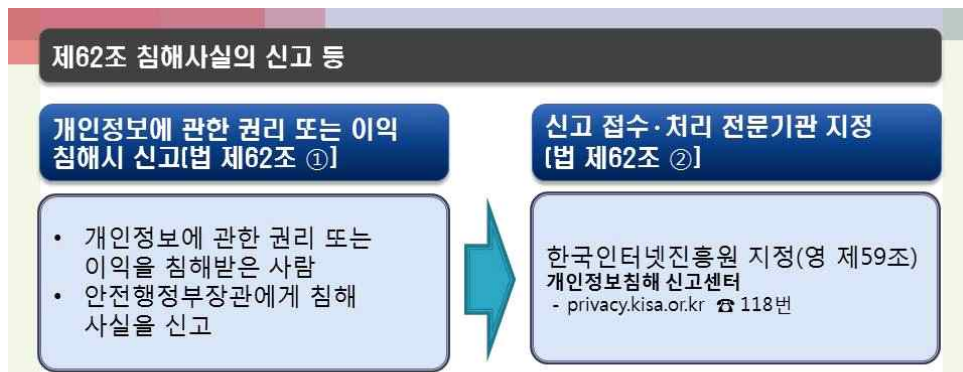 제62조 침해사실의 신고 등
개인정보에 관한 권리 또는 이익
침해시 신고[법 제62조 ①]
• 개인정보에 관한 권리 또는
이익을 침해받은 사람
• 안전행정부장관에게 침해
사실을 신고
신고 접수·처리 전문기관 지정
[법 제62조 ②]
한국인터넷진흥원 지정(영 제59조)
개인정보침해 신고센터
- privacy.kisa.or.kr ☎ 118번